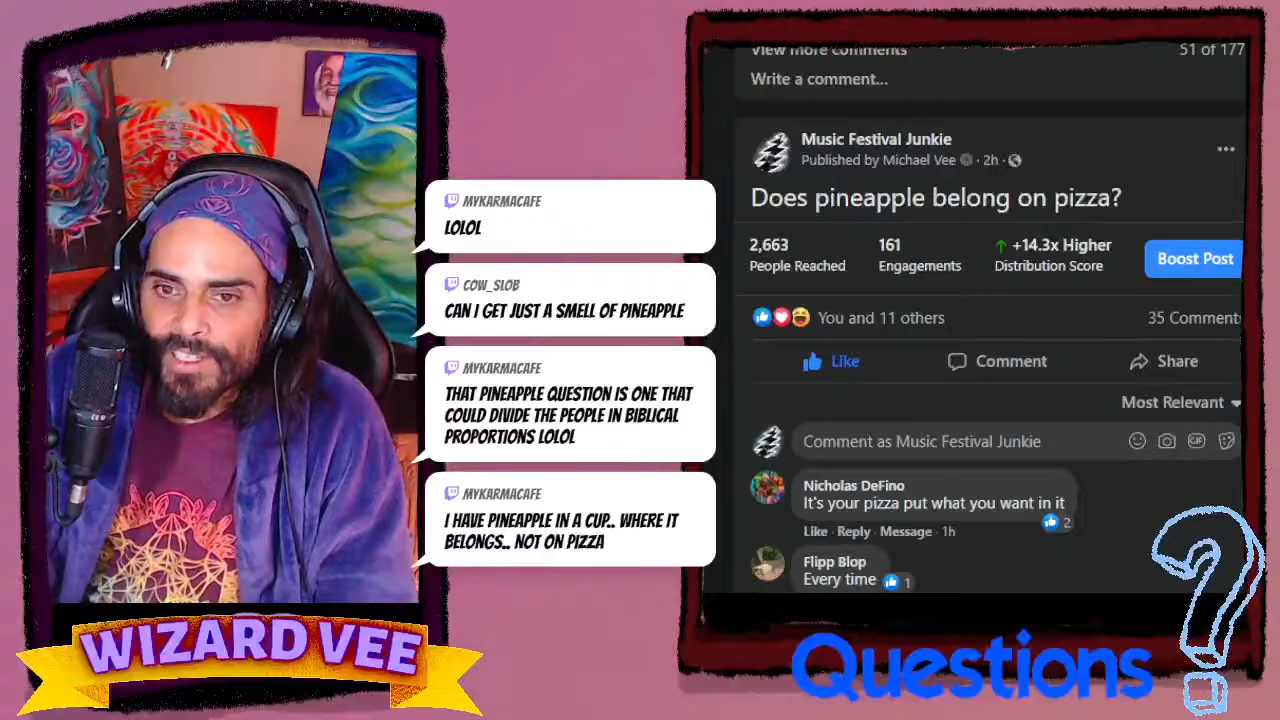 MYKARMACAFE
LOLOL
COW_SLOB
CAN I GET JUST A SMELL OF PINEAPPLE
MYKARMACAFE
THAT PINEAPPLE QUESTION IS ONE THAT
COULD DIVIDE THE PEOPLE IN BIBLICAL
PROPORTIONS LOLOL
MYKARMACAFE
I HAVE PINEAPPLE IN A CUP.. WHERE IT
BELONGS.. NOT ON PIZZA
WIZARD VEE
View more comments 51 of 177
Write a comment...
Music Festival Junkie
Published by Michael Vee · 2h ·
Does pineapple belong on pizza?
2,663 161 +14.3x Higher
People Reached Engagements Distribution Score
Boost Post
You and 11 others 35 Comment
Like Comment Share
Most Relevant
Comment as Music Festival Junkie
GIF
Nicholas DeFino
It's your pizza put what you want in it
2
Like · Reply · Message · 1h
Flipp Blop
Every time 1
Questions ?